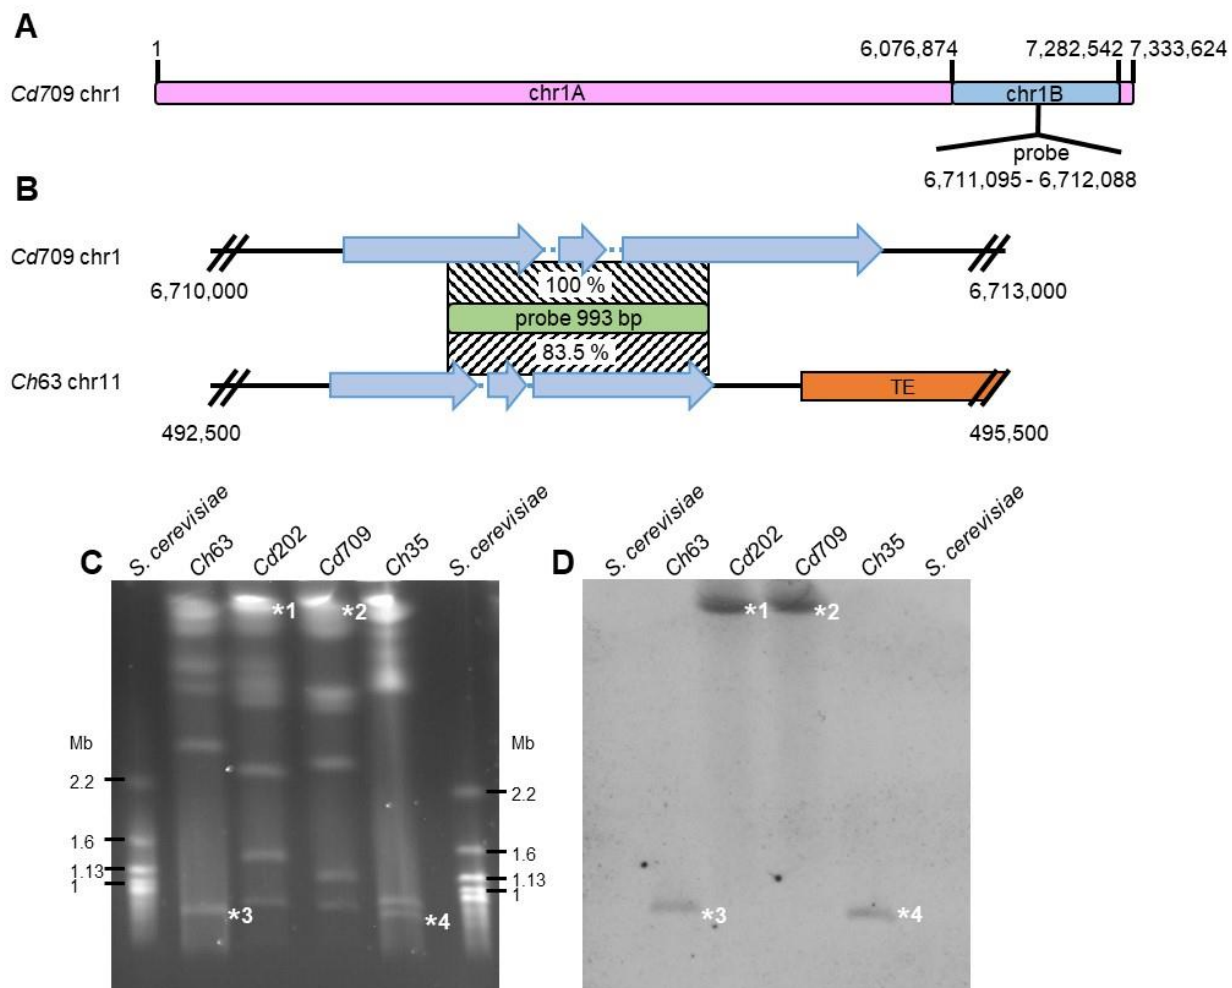 A
1 6,076,874 7,282,542 7,333,624
Cd709 chr1 chr1A chr1B
probe
6,711,095 - 6,712,088
B
Cd709 chr1
100 %
6,710,000 6,713,000
probe 993 bp
83.5 %
Ch63 chr11 TE
492,500 495,500
C
S. cerevisiae Ch63 Cd202 Cd709 Ch35 S. cerevisiae
*1 *2
Mb Mb
2.2 2.2
1.6 1.6
1.13 1.13
1 1
*3 *4
D
S. cerevisiae Ch63 Cd202 Cd709 Ch35 S. cerevisiae
*1 *2
*3 *4